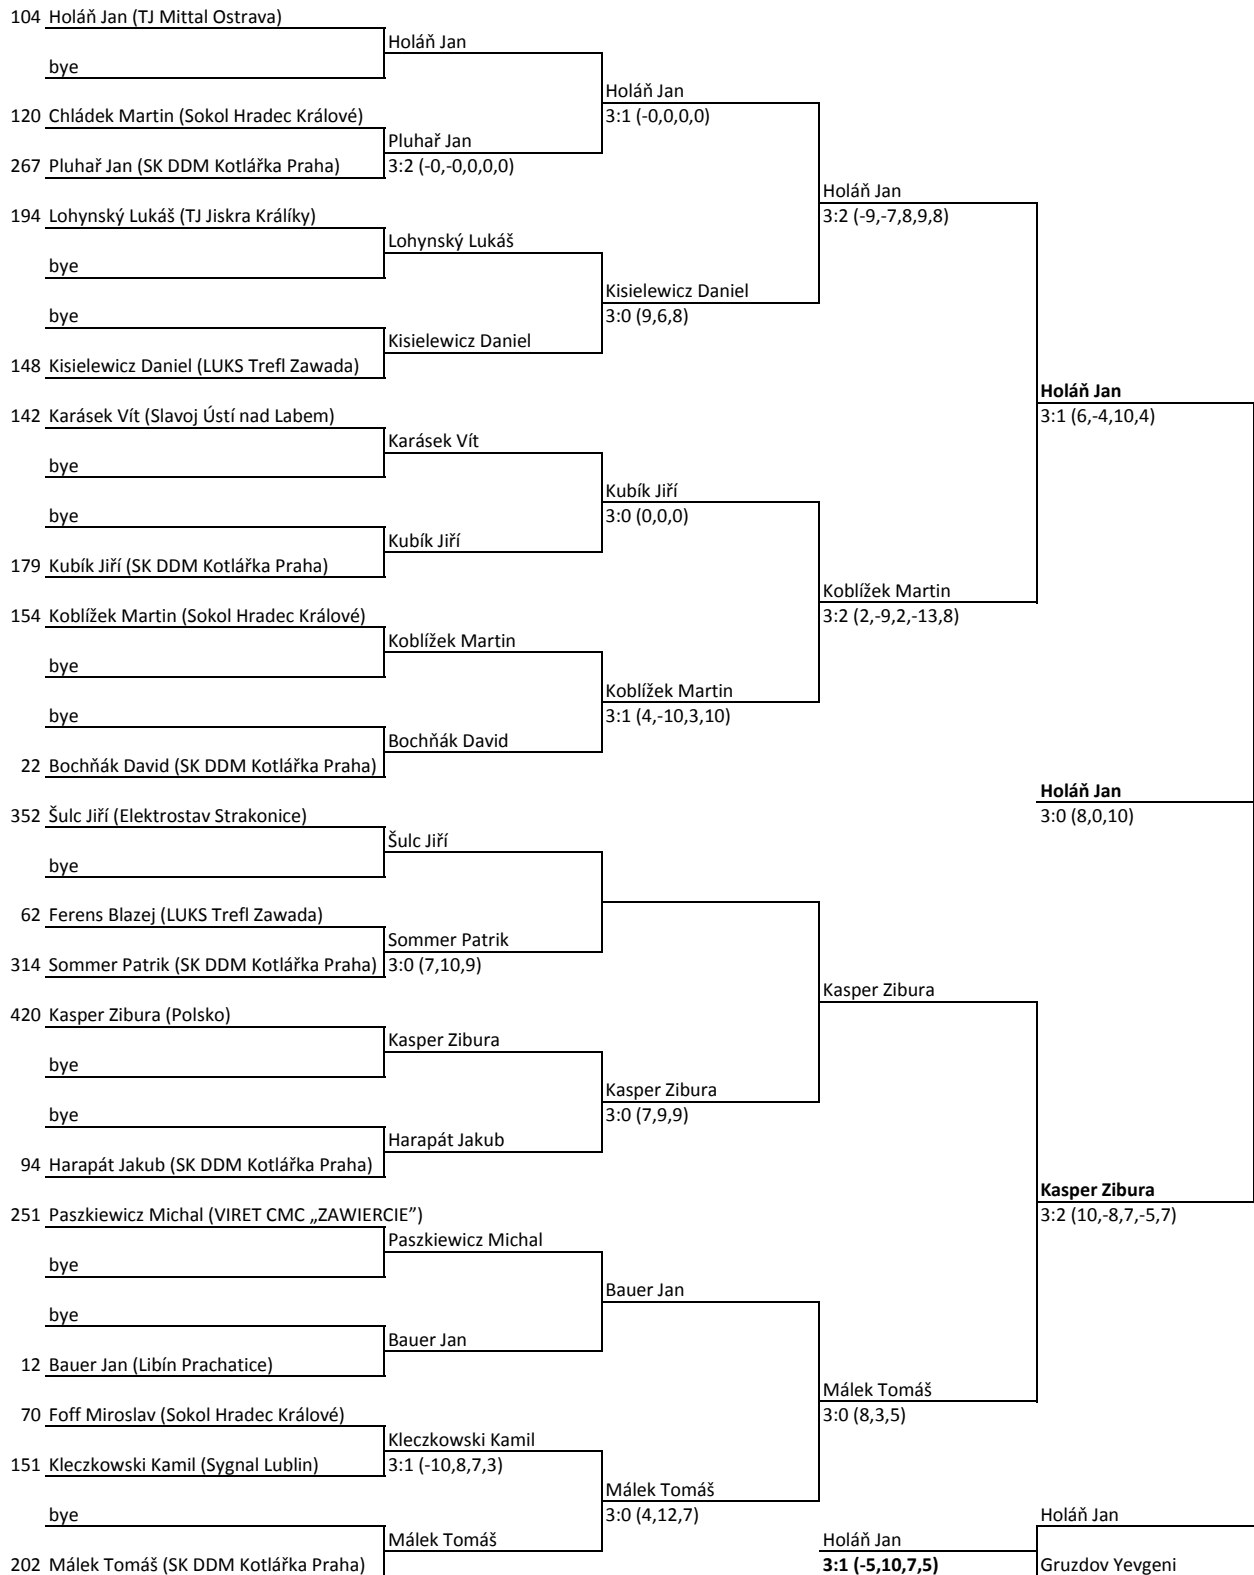 104 Holáň Jan (TJ Mittal Ostrava)
Holáň Jan
bye
Holáň Jan
120 Chládek Martin (Sokol Hradec Králové)
3:1 (-0,0,0,0)
Pluhař Jan
267 Pluhař Jan (SK DDM Kotlářka Praha)
3:2 (-0,-0,0,0,0)
Holáň Jan
194 Lohynský Lukáš (TJ Jiskra Králíky)
3:2 (-9,-7,8,9,8)
Lohynský Lukáš
bye
Kisielewicz Daniel
bye
3:0 (9,6,8)
Kisielewicz Daniel
148 Kisielewicz Daniel (LUKS Trefl Zawada)
Holáň Jan
142 Karásek Vít (Slavoj Ústí nad Labem)
3:1 (6,-4,10,4)
Karásek Vít
bye
Kubík Jiří
bye
3:0 (0,0,0)
Kubík Jiří
179 Kubík Jiří (SK DDM Kotlářka Praha)
Koblížek Martin
154 Koblížek Martin (Sokol Hradec Králové)
3:2 (2,-9,2,-13,8)
Koblížek Martin
bye
Koblížek Martin
bye
3:1 (4,-10,3,10)
Bochňák David
22 Bochňák David (SK DDM Kotlářka Praha)
Holáň Jan
352 Šulc Jiří (Elektrostav Strakonice)
3:0 (8,0,10)
Šulc Jiří
bye
62 Ferens Blazej (LUKS Trefl Zawada)
Sommer Patrik
314 Sommer Patrik (SK DDM Kotlářka Praha)
3:0 (7,10,9)
Kasper Zibura
420 Kasper Zibura (Polsko)
Kasper Zibura
bye
Kasper Zibura
bye
3:0 (7,9,9)
Harapát Jakub
94 Harapát Jakub (SK DDM Kotlářka Praha)
Kasper Zibura
251 Paszkiewicz Michal (VIRET CMC „ZAWIERCIE”)
3:2 (10,-8,7,-5,7)
Paszkiewicz Michal
bye
Bauer Jan
bye
Bauer Jan
12 Bauer Jan (Libín Prachatice)
Málek Tomáš
70 Foff Miroslav (Sokol Hradec Králové)
3:0 (8,3,5)
Kleczkowski Kamil
151 Kleczkowski Kamil (Sygnal Lublin)
3:1 (-10,8,7,3)
Málek Tomáš
bye
3:0 (4,12,7)
Holáň Jan
Málek Tomáš
Holáň Jan
202 Málek Tomáš (SK DDM Kotlářka Praha)
3:1 (-5,10,7,5)
Gruzdov Yevgeni